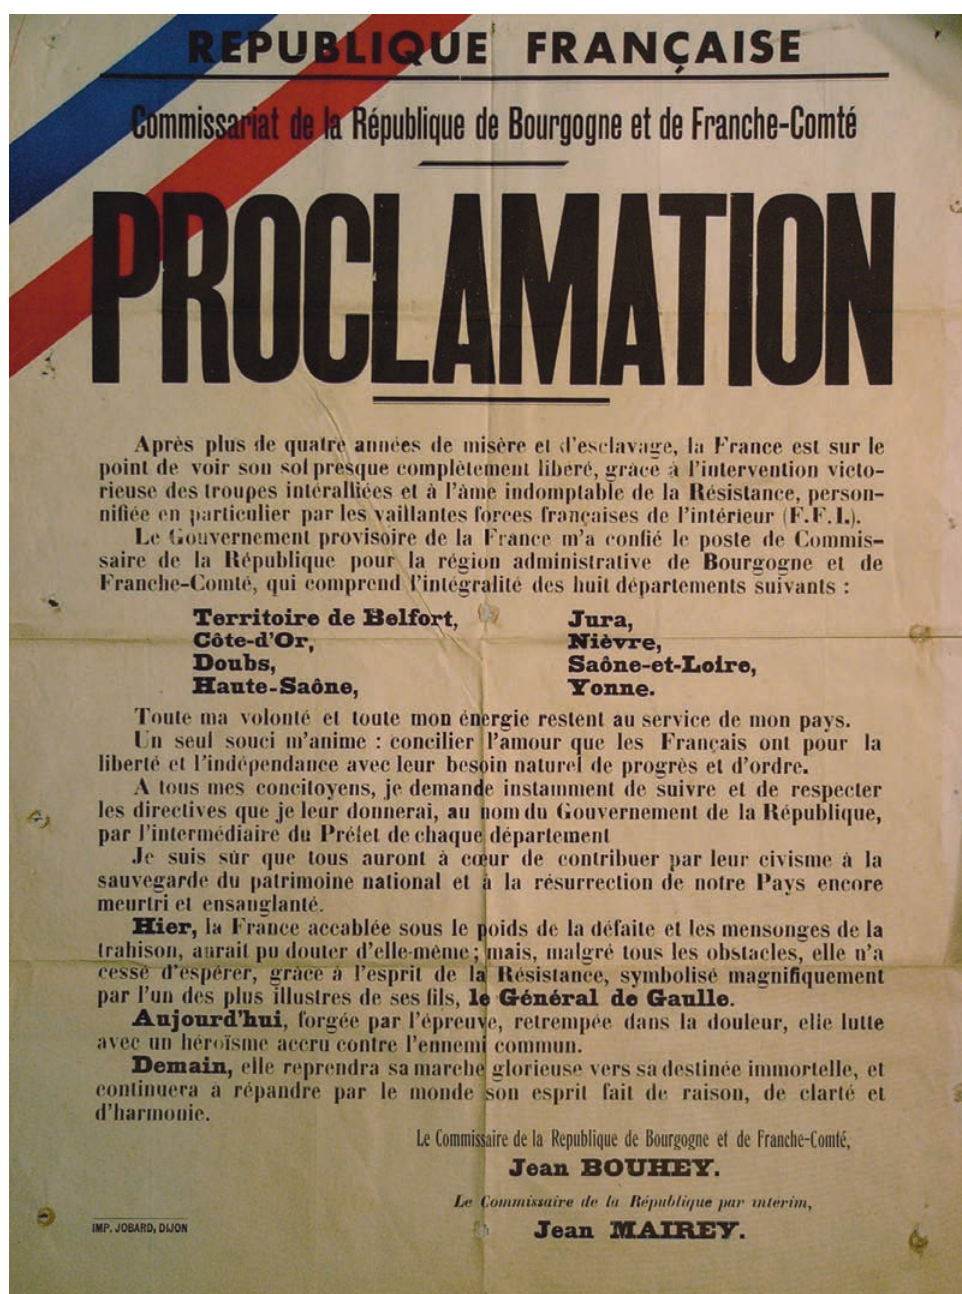 REPUBLIQUE FRANÇAISE
Commissariat de la République de Bourgogne et de Franche-Comté
PROCLAMATION
Après plus de quatre années de misère et d'esclavage, la France est sur le
point de voir son sol presque complètement libéré, grâce à l'intervention victo-
rieuse des troupes interalliées et à l'âme indomptable de la Résistance, person-
nifiée en particulier par les vaillantes forces françaises de l'intérieur (F.F.I.).
Le Gouvernement provisoire de la France m'a confié le poste de Commis-
saire de la République pour la région administrative de Bourgogne et de
Franche-Comté, qui comprend l'intégralité des huit départements suivants :
Territoire de Belfort,
Côte-d'Or,
Doubs,
Haute-Saône,
Jura,
Nièvre,
Saône-et-Loire,
Yonne.
Toute ma volonté et toute mon énergie restent au service de mon pays.
Un seul souci m'anime : concilier l'amour que les Français ont pour la
liberté et l'indépendance avec leur besoin naturel de progrès et d'ordre.
A tous mes concitoyens, je demande instamment de suivre et de respecter
les directives que je leur donnerai, au nom du Gouvernement de la République,
par l'intermédiaire du Préfet de chaque département
Je suis sûr que tous auront à cœur de contribuer par leur civisme à la
sauvegarde du patrimoine national et à la résurrection de notre Pays encore
meurtri et ensanglanté.
Hier, la France accablée sous le poids de la défaite et les mensonges de la
trahison, aurait pu douter d'elle-même ; mais, malgré tous les obstacles, elle n'a
cessé d'espérer, grâce à l'esprit de la Résistance, symbolisé magnifiquement
par l'un des plus illustres de ses fils, le Général de Gaulle.
Aujourd'hui, forgée par l'épreuve, retrempée dans la douleur, elle lutte
avec un héroïsme accru contre l'ennemi commun.
Demain, elle reprendra sa marche glorieuse vers sa destinée immortelle, et
continuera a répandre par le monde son esprit fait de raison, de clarté et
d'harmonie.
Le Commissaire de la Republique de Bourgogne et de Franche-Comté,
Jean BOUHEY.
Le Commissaire de la République par interim,
Jean MAIREY.
IMP. JOBARD, DIJON